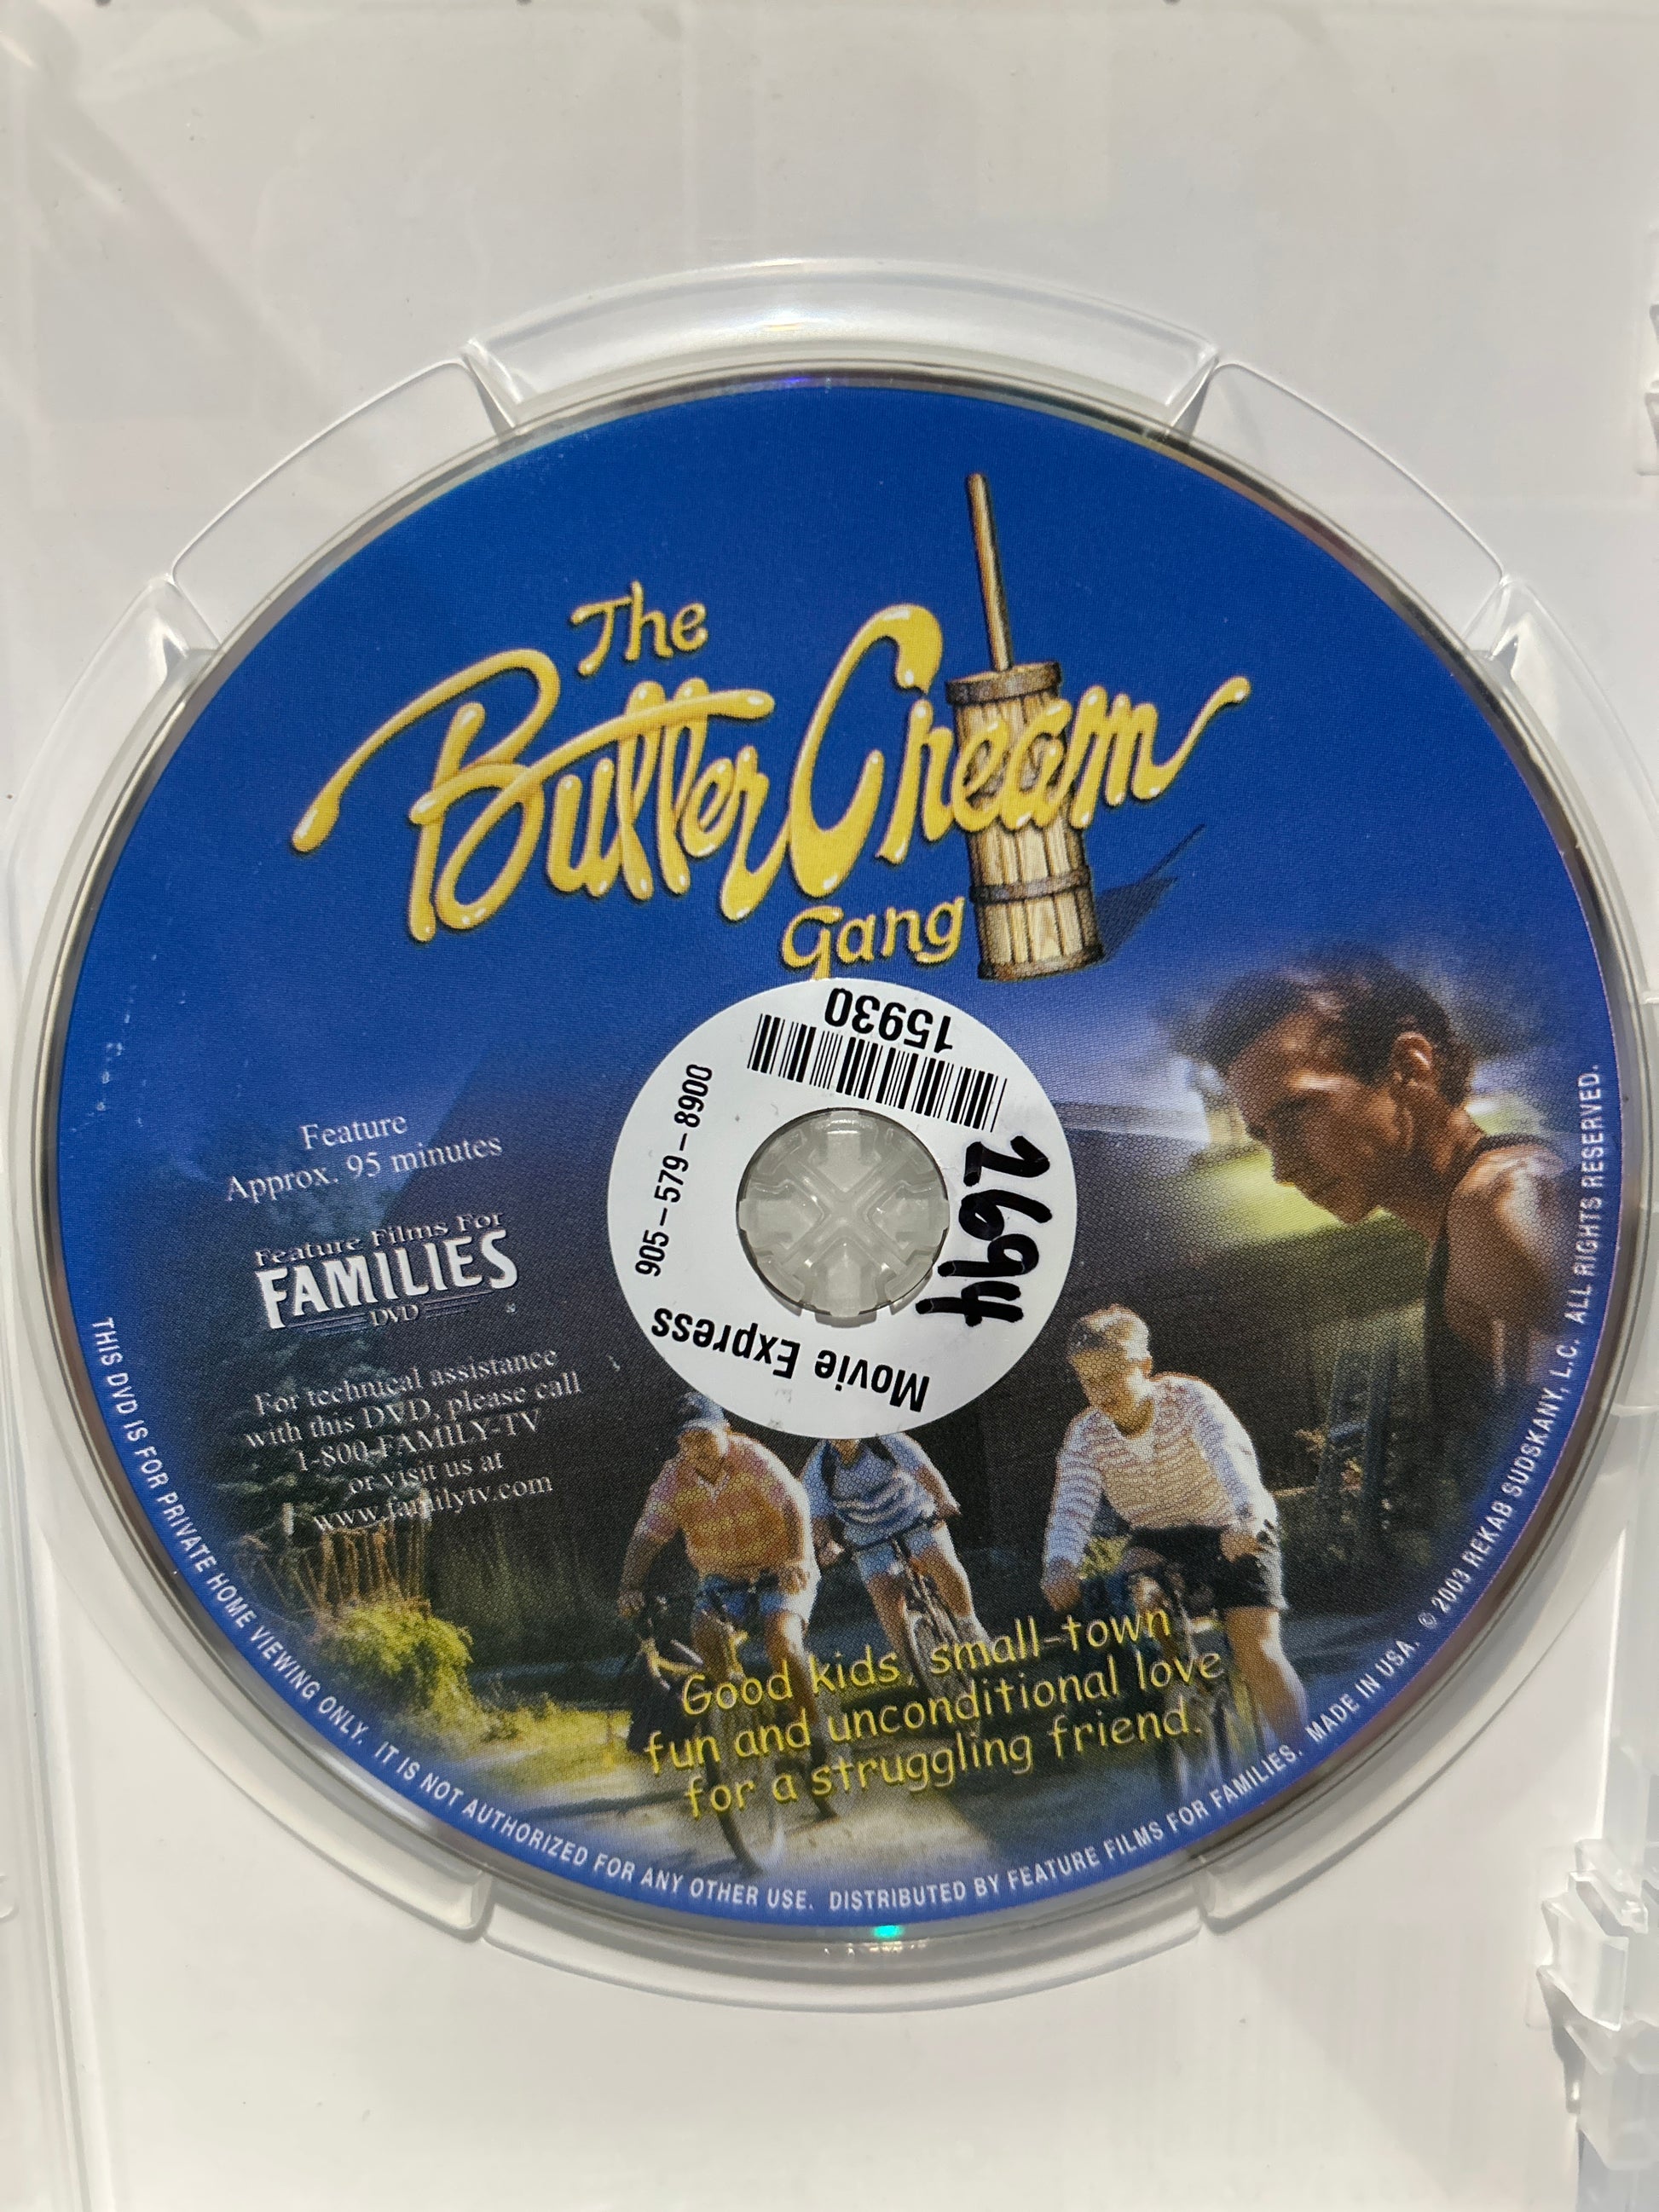 The
Butter Cream
Gang
15930
905-579-8900
2694
Movie Express
Feature
Approx. 95 minutes
Feature Films For
FAMILIES
DVD
For technical assistance
with this DVD, please call
1-800-FAMILY-TV
or visit us at
www.familytv.com
Good kids, small-town
fun and unconditional love
for a struggling friend.
THIS DVD IS FOR PRIVATE HOME VIEWING ONLY. IT IS NOT AUTHORIZED FOR ANY OTHER USE. DISTRIBUTED BY FEATURE FILMS FOR FAMILIES. MADE IN USA. © 2003 REKAB SUDSKANY, L.C. ALL RIGHTS RESERVED.